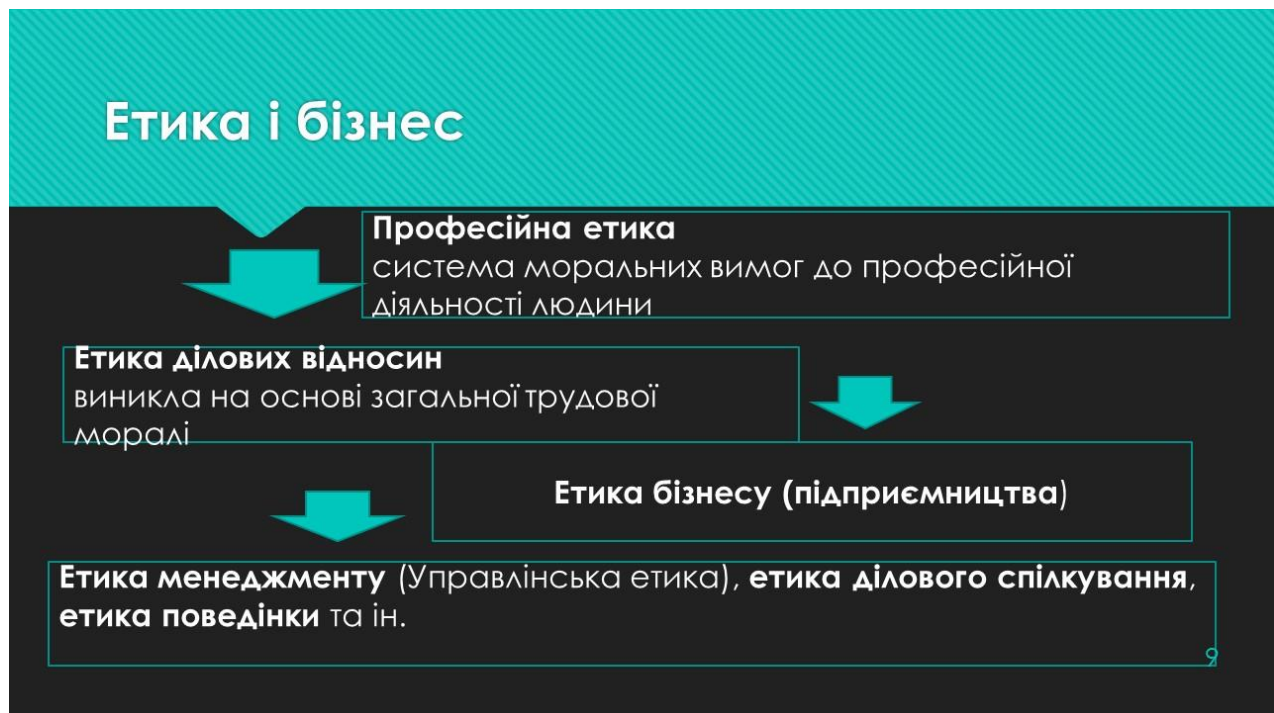 Етика і бізнес
Професійна етика
система моральних вимог до професійної
діяльності людини
Етика ділових відносин
виникла на основі загальної трудової
моралі
Етика бізнесу (підприємництва)
Етика менеджменту (Управлінська етика), етика ділового спілкування,
етика поведінки та ін.
9